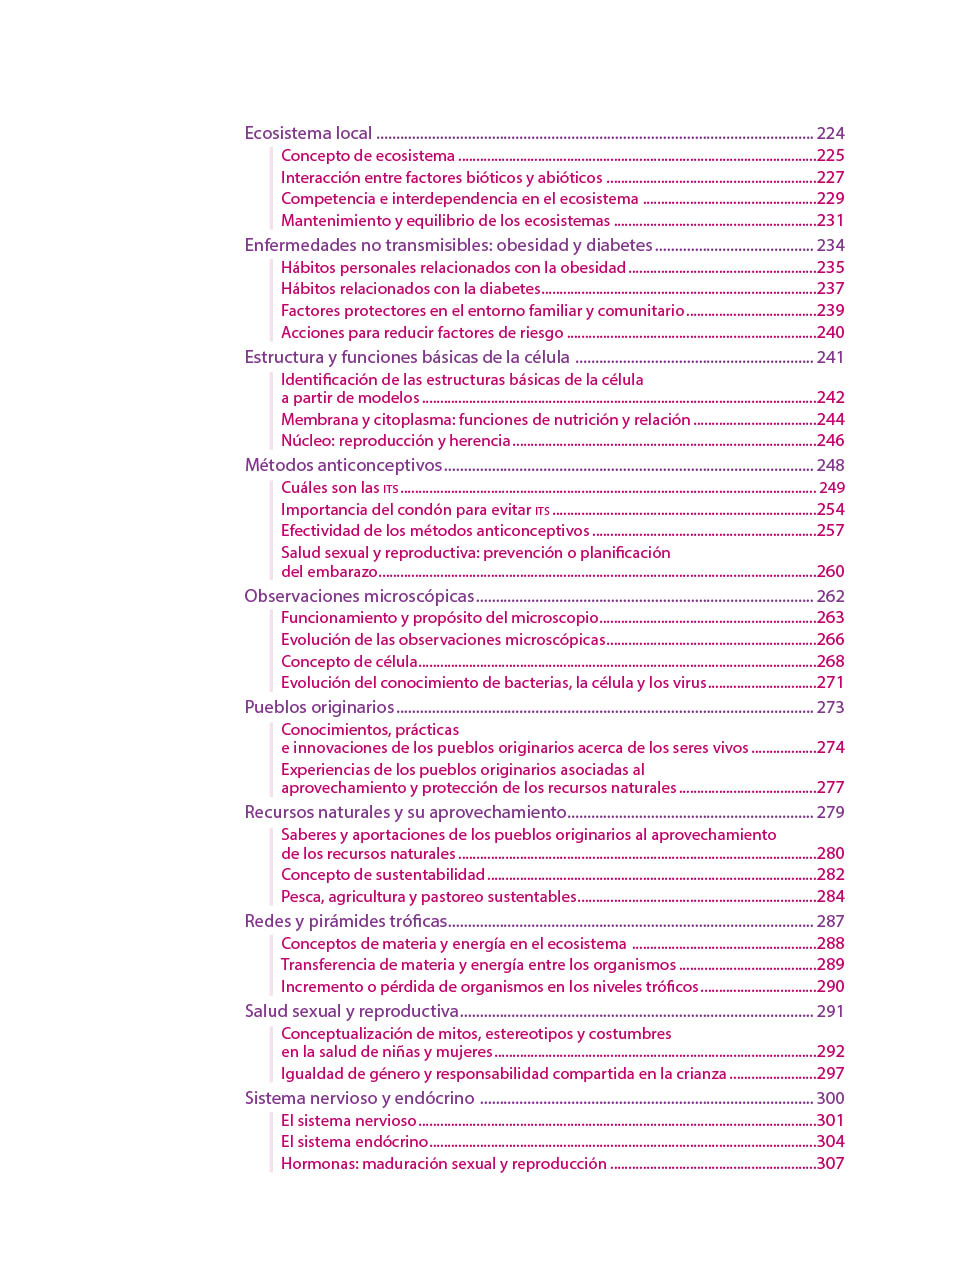 Ecosistema local ........ 224
Concepto de ecosistema ........ 225
Interacción entre factores bióticos y abióticos ........ 227
Competencia e interdependencia en el ecosistema ........ 229
Mantenimiento y equilibrio de los ecosistemas ........ 231
Enfermedades no transmisibles: obesidad y diabetes ........ 234
Hábitos personales relacionados con la obesidad ........ 235
Hábitos relacionados con la diabetes ........ 237
Factores protectores en el entorno familiar y comunitario ........ 239
Acciones para reducir factores de riesgo ........ 240
Estructura y funciones básicas de la célula ........ 241
Identificación de las estructuras básicas de la célula
a partir de modelos ........ 242
Membrana y citoplasma: funciones de nutrición y relación ........ 244
Núcleo: reproducción y herencia ........ 246
Métodos anticonceptivos ........ 248
Cuáles son las ITS ........ 249
Importancia del condón para evitar ITS ........ 254
Efectividad de los métodos anticonceptivos ........ 257
Salud sexual y reproductiva: prevención o planificación
del embarazo ........ 260
Observaciones microscópicas ........ 262
Funcionamiento y propósito del microscopio ........ 263
Evolución de las observaciones microscópicas ........ 266
Concepto de célula ........ 268
Evolución del conocimiento de bacterias, la célula y los virus ........ 271
Pueblos originarios ........ 273
Conocimientos, prácticas
e innovaciones de los pueblos originarios acerca de los seres vivos ........ 274
Experiencias de los pueblos originarios asociadas al
aprovechamiento y protección de los recursos naturales ........ 277
Recursos naturales y su aprovechamiento ........ 279
Saberes y aportaciones de los pueblos originarios al aprovechamiento
de los recursos naturales ........ 280
Concepto de sustentabilidad ........ 282
Pesca, agricultura y pastoreo sustentables ........ 284
Redes y pirámides tróficas ........ 287
Conceptos de materia y energía en el ecosistema ........ 288
Transferencia de materia y energía entre los organismos ........ 289
Incremento o pérdida de organismos en los niveles tróficos ........ 290
Salud sexual y reproductiva ........ 291
Conceptualización de mitos, estereotipos y costumbres
en la salud de niñas y mujeres ........ 292
Igualdad de género y responsabilidad compartida en la crianza ........ 297
Sistema nervioso y endócrino ........ 300
El sistema nervioso ........ 301
El sistema endócrino ........ 304
Hormonas: maduración sexual y reproducción ........ 307